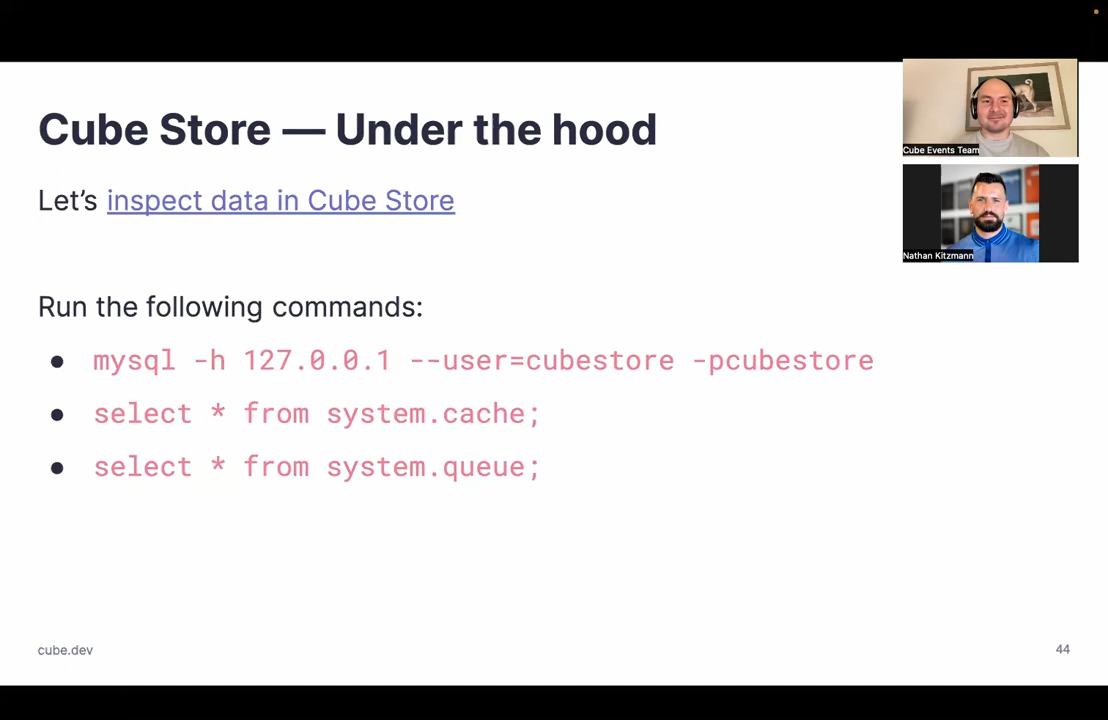 Cube Store — Under the hood
Let’s inspect data in Cube Store
Run the following commands:
● mysql -h 127.0.0.1 --user=cubestore -pcubestore
● select * from system.cache;
● select * from system.queue;
cube.dev
44
Cube Events Team
Nathan Kitzmann